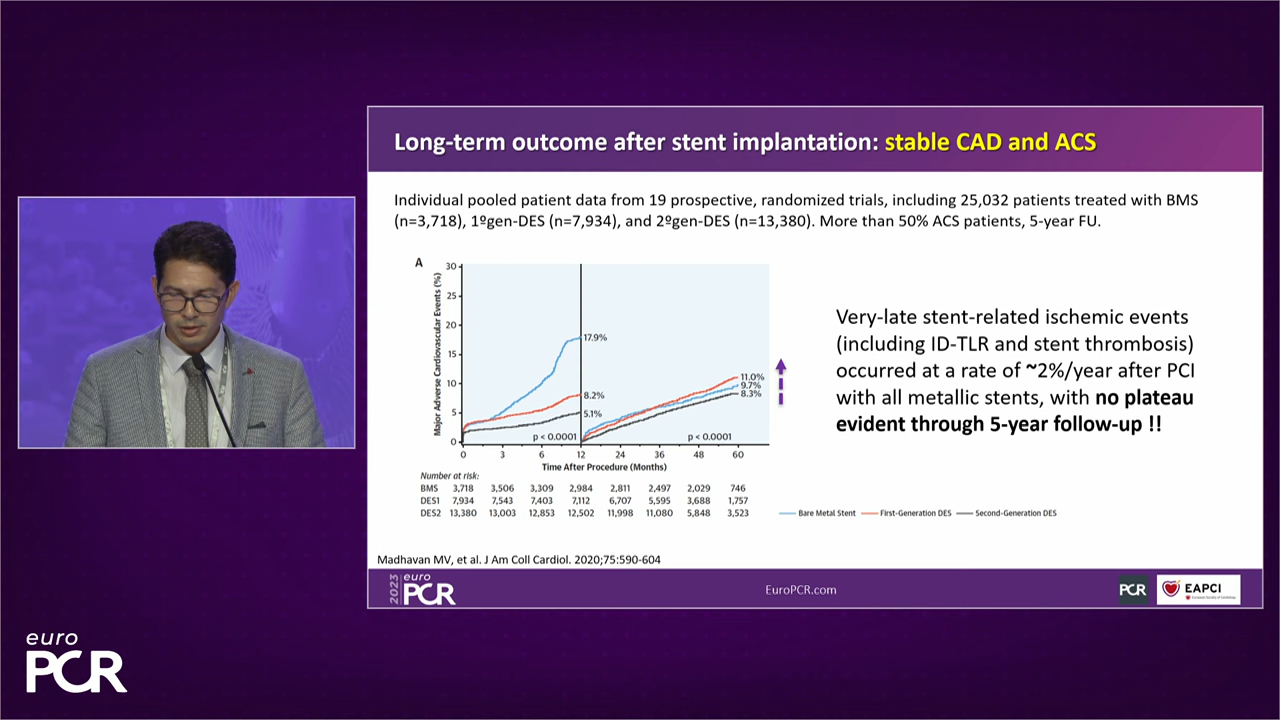 Long-term outcome after stent implantation: stable CAD and ACS
Individual pooled patient data from 19 prospective, randomized trials, including 25,032 patients treated with BMS
(n=3,718), 1ºgen-DES (n=7,934), and 2ºgen-DES (n=13,380). More than 50% ACS patients, 5-year FU.
A
Major Adverse Cardiovascular Events (%)
30
25
20
15
10
5
0
17.9%
8.2%
5.1%
11.0%
9.7%
8.3%
p < 0.0001
p < 0.0001
0 3 6 12 24 36 48 60
Time After Procedure (Months)
Number at risk:
BMS 3,718 3,506 3,309 2,984 2,811 2,497 2,029 746
DES1 7,934 7,543 7,403 7,112 6,707 5,595 3,688 1,757
DES2 13,380 13,003 12,853 12,502 11,998 11,080 5,848 3,523
Bare Metal Stent First-Generation DES Second-Generation DES
Very-late stent-related ischemic events
(including ID-TLR and stent thrombosis)
occurred at a rate of ~2%/year after PCI
with all metallic stents, with no plateau
evident through 5-year follow-up !!
Madhavan MV, et al. J Am Coll Cardiol. 2020;75:590-604
2023
euro
PCR
EuroPCR.com
PCR
EAPCI
euro
PCR